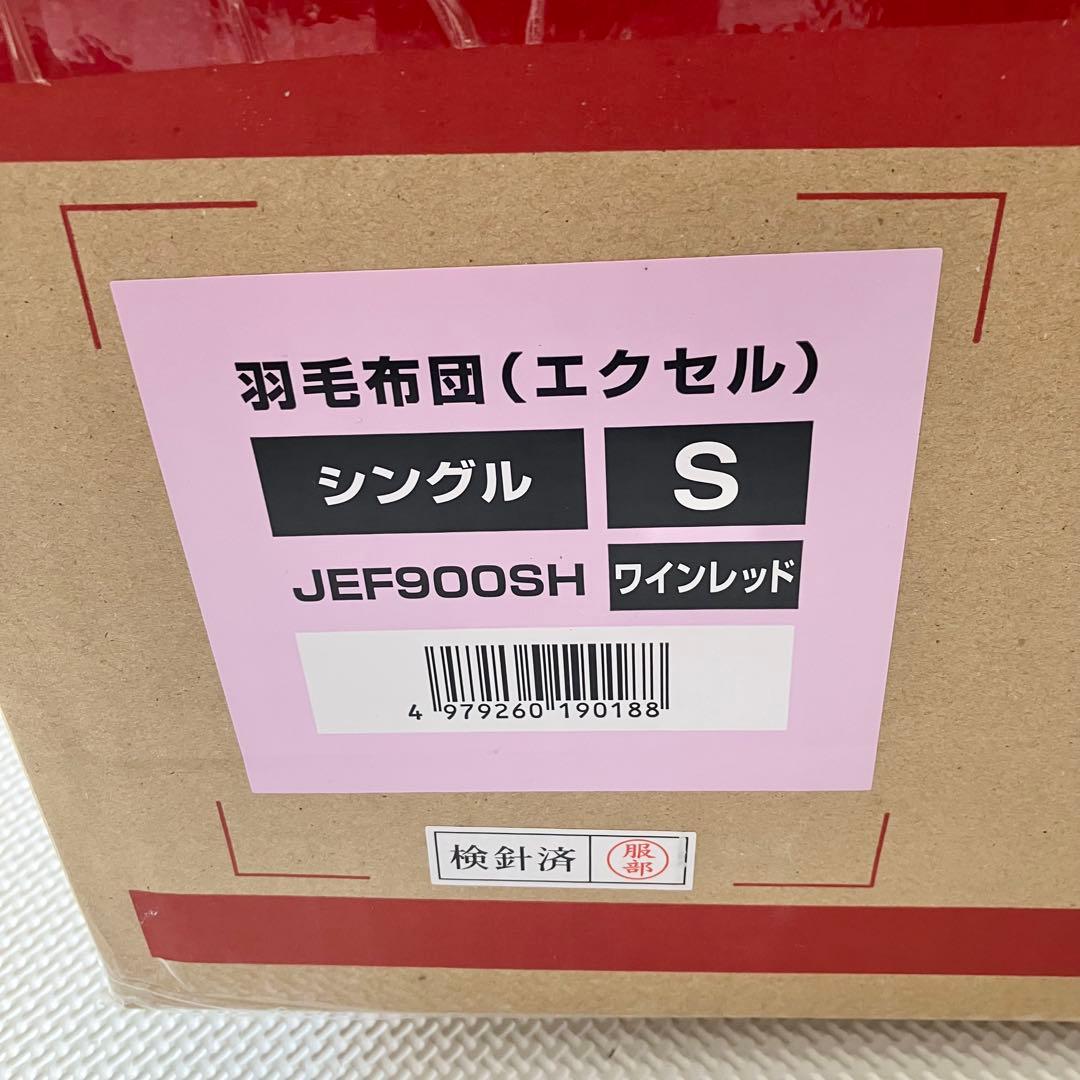 羽毛布団(エクセル)
シングル S
JEF900SH ワインレッド
4 979260 190188
検針済 服部